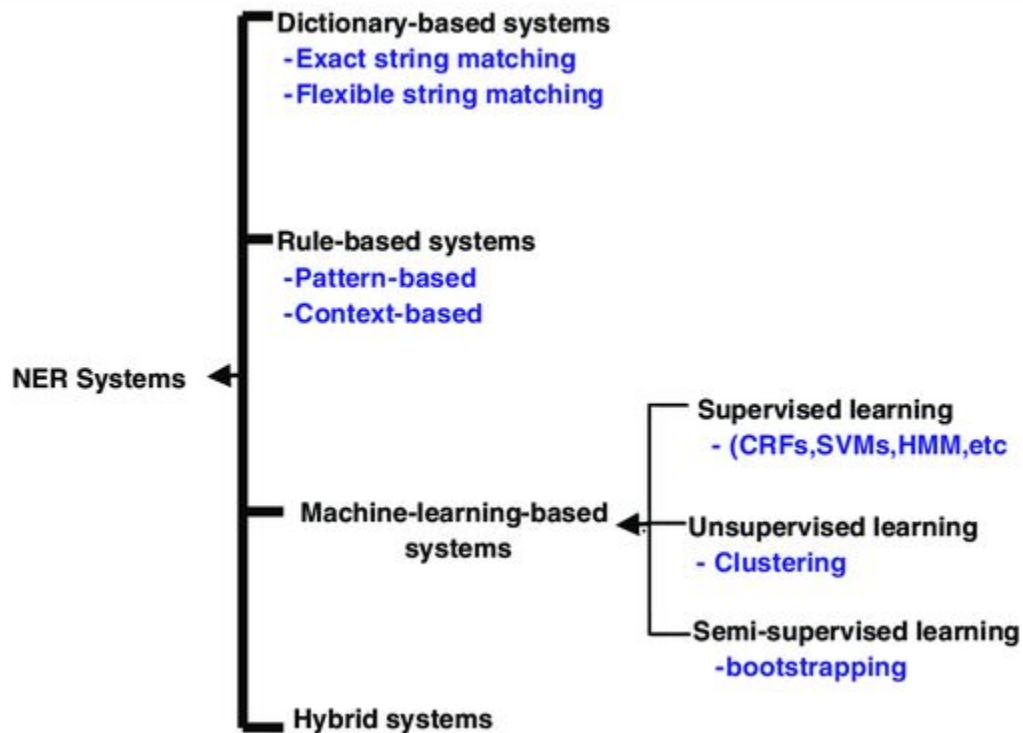 Dictionary-based systems
-Exact string matching
-Flexible string matching
Rule-based systems
-Pattern-based
-Context-based
NER Systems
Machine-learning-based
systems
Supervised learning
- (CRFs,SVMs,HMM,etc
Unsupervised learning
- Clustering
Semi-supervised learning
-bootstrapping
Hybrid systems